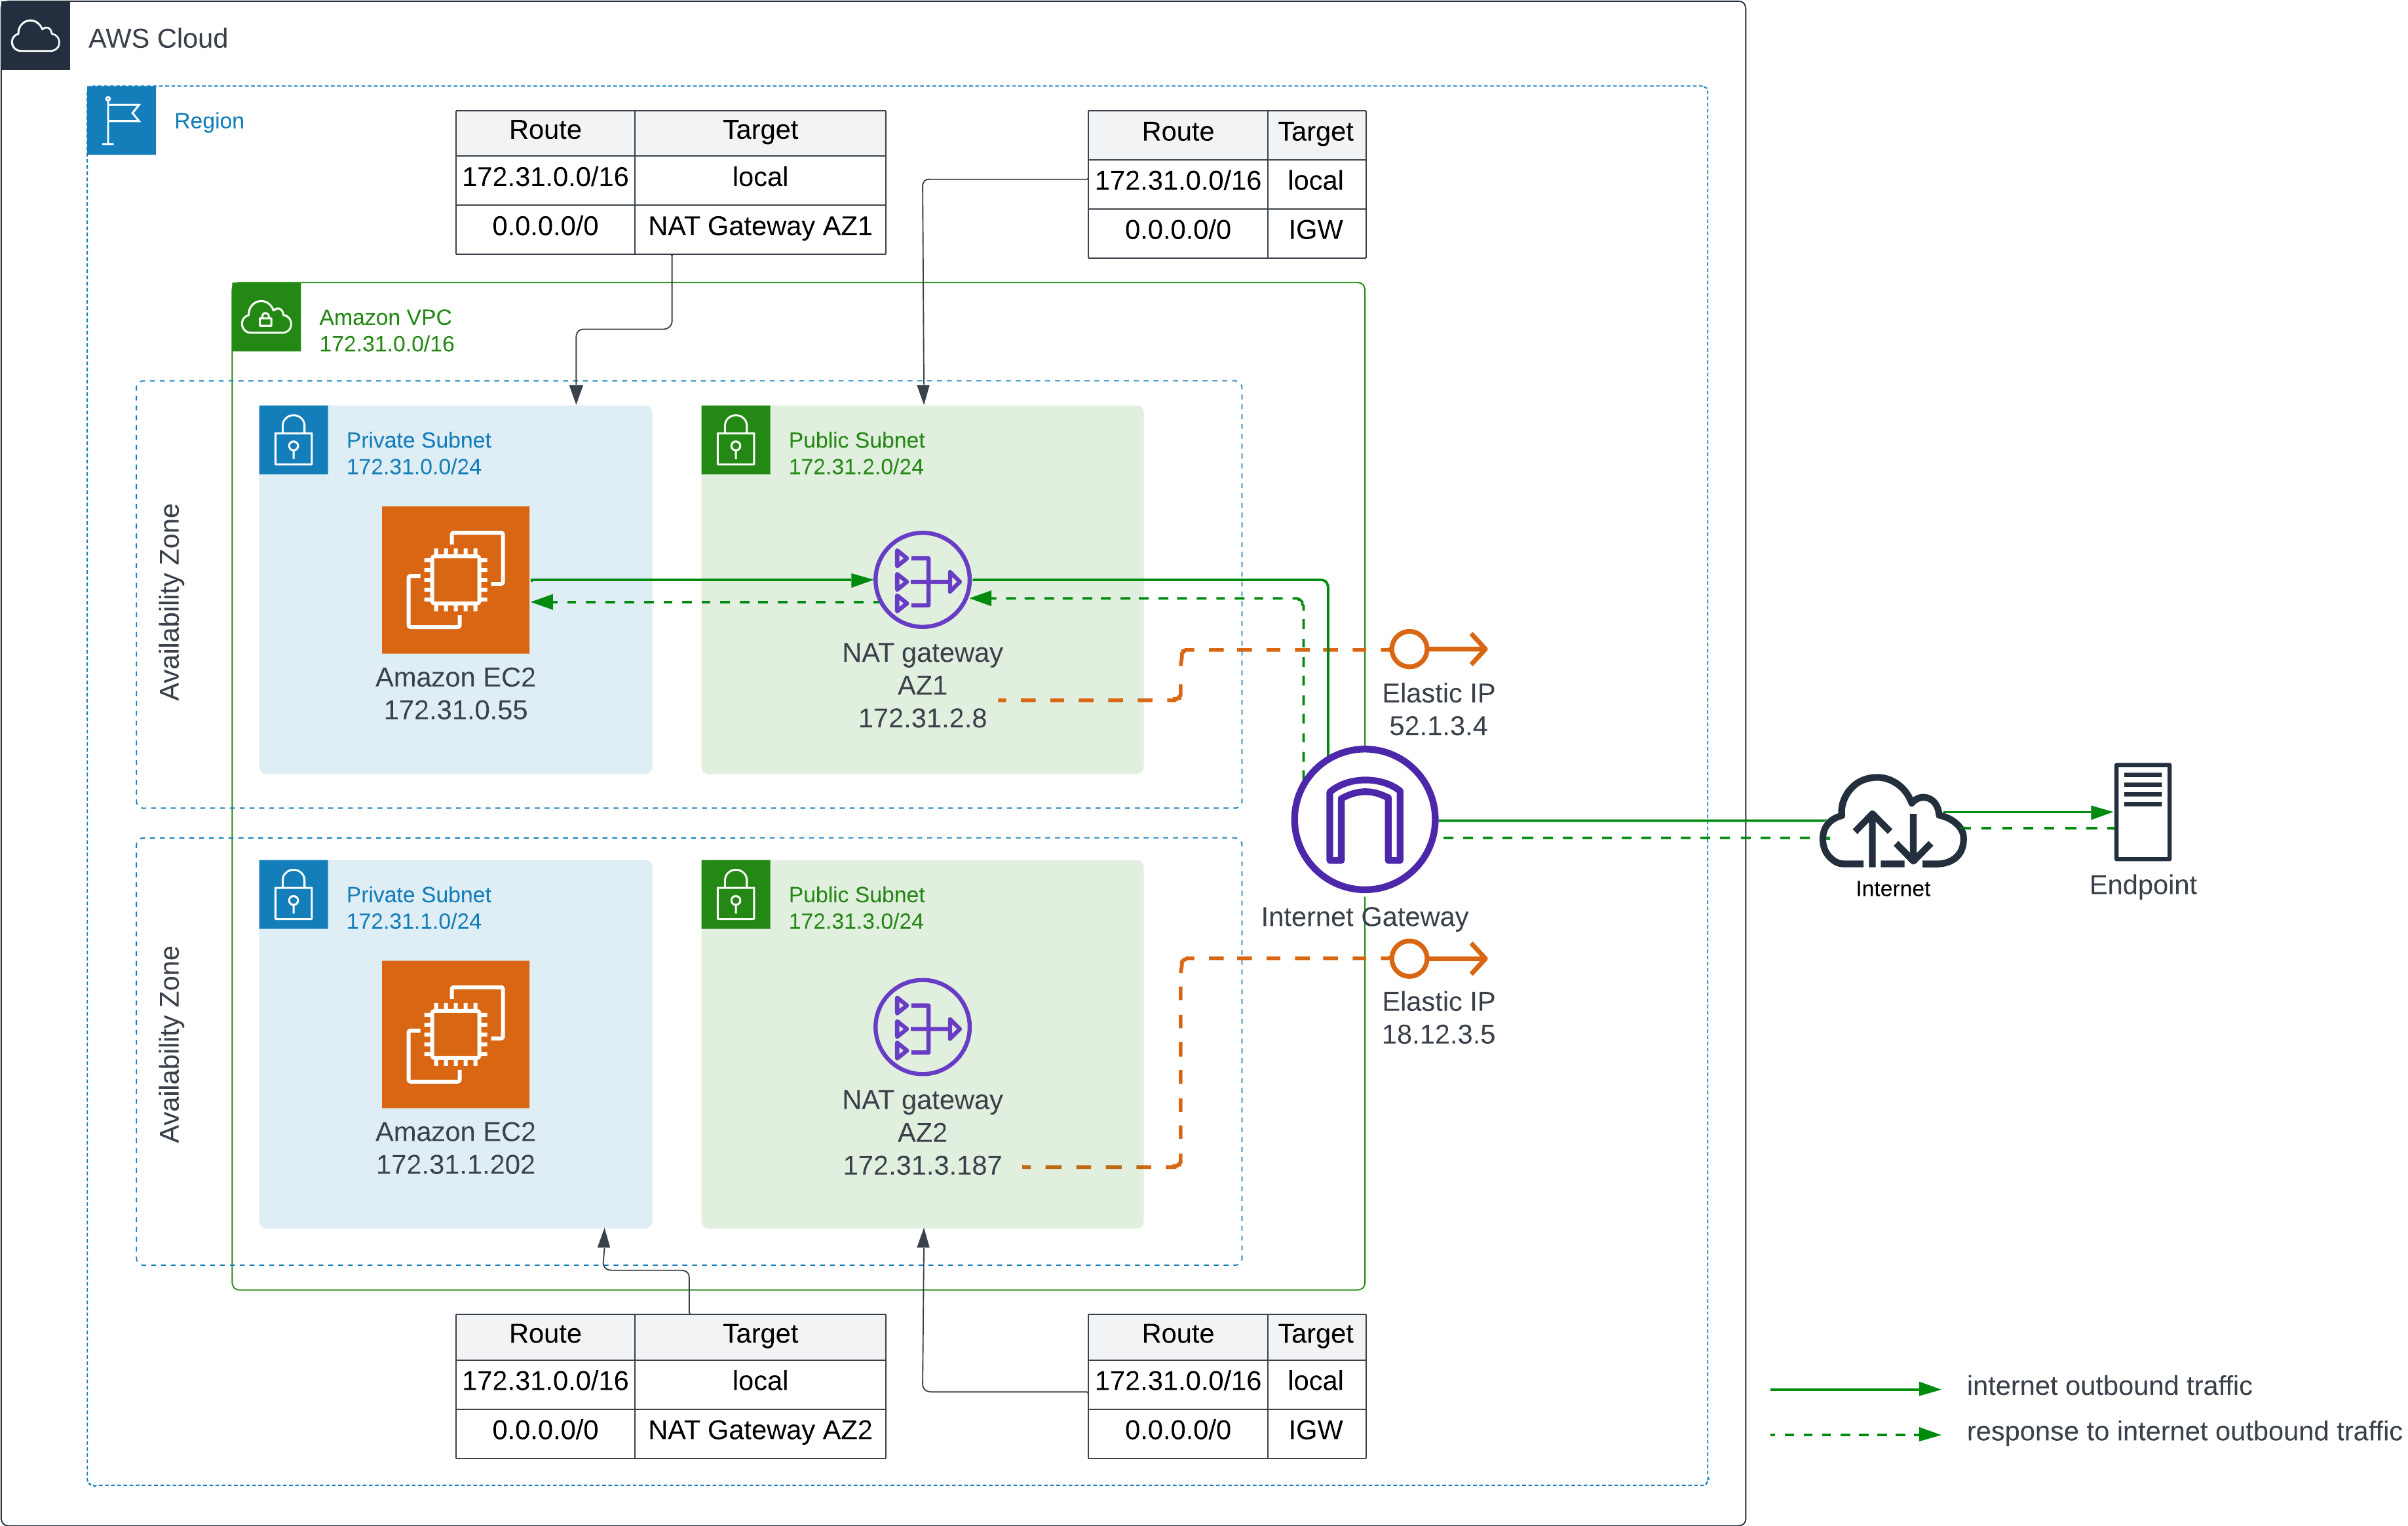 AWS Cloud
Region
Route Target
172.31.0.0/16 local
0.0.0.0/0 NAT Gateway AZ1
Route Target
172.31.0.0/16 local
0.0.0.0/0 IGW
Amazon VPC
172.31.0.0/16
Availability Zone
Private Subnet
172.31.0.0/24
Amazon EC2
172.31.0.55
Public Subnet
172.31.2.0/24
NAT gateway
AZ1
172.31.2.8
Elastic IP
52.1.3.4
Internet Gateway
Internet
Endpoint
Availability Zone
Private Subnet
172.31.1.0/24
Amazon EC2
172.31.1.202
Public Subnet
172.31.3.0/24
NAT gateway
AZ2
172.31.3.187
Elastic IP
18.12.3.5
Route Target
172.31.0.0/16 local
0.0.0.0/0 NAT Gateway AZ2
Route Target
172.31.0.0/16 local
0.0.0.0/0 IGW
internet outbound traffic
response to internet outbound traffic